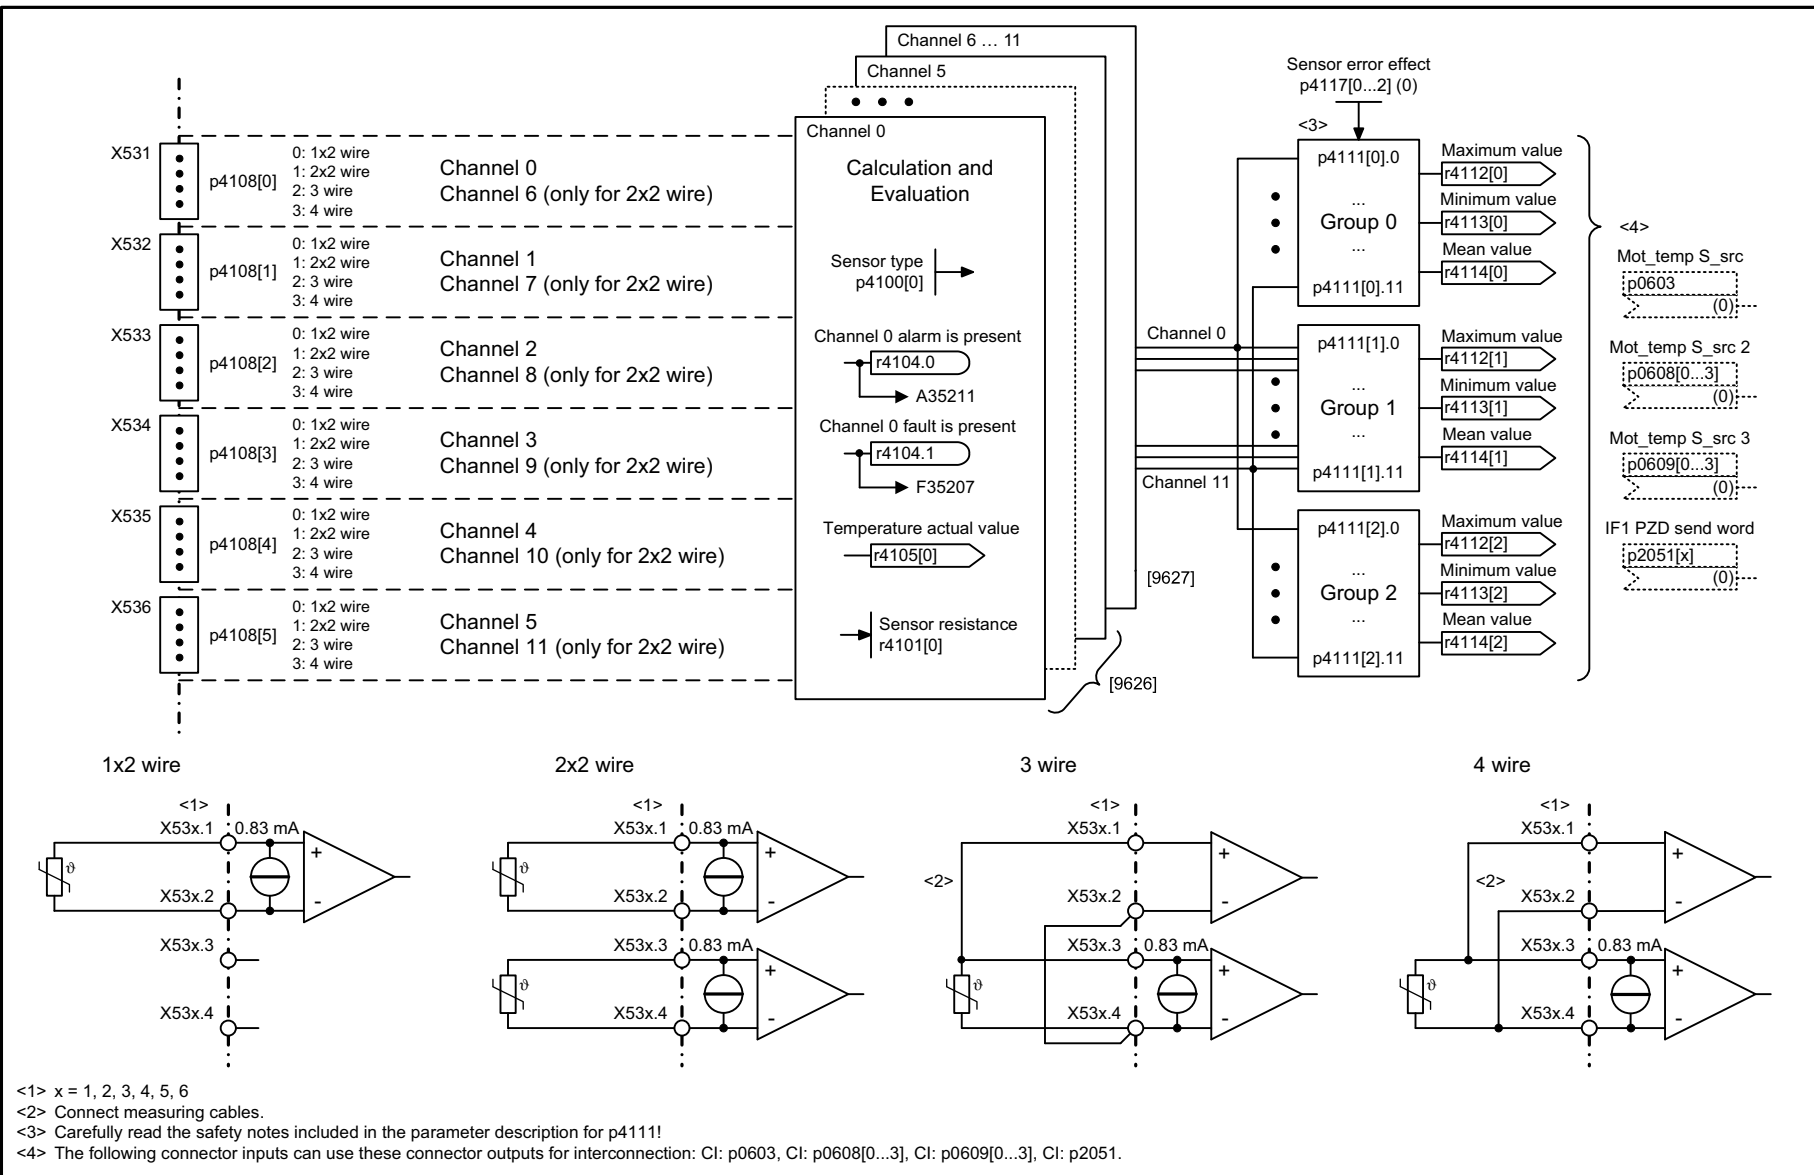 Channel 6 … 11
Channel 5
Channel 0
Calculation and
Evaluation
Sensor type
p4100[0]
Channel 0 alarm is present
r4104.0
A35211
Channel 0 fault is present
r4104.1
F35207
Temperature actual value
r4105[0]
Sensor resistance
r4101[0]
X531
p4108[0]
0: 1x2 wire
1: 2x2 wire
2: 3 wire
3: 4 wire
Channel 0
Channel 6 (only for 2x2 wire)
X532
p4108[1]
0: 1x2 wire
1: 2x2 wire
2: 3 wire
3: 4 wire
Channel 1
Channel 7 (only for 2x2 wire)
X533
p4108[2]
0: 1x2 wire
1: 2x2 wire
2: 3 wire
3: 4 wire
Channel 2
Channel 8 (only for 2x2 wire)
X534
p4108[3]
0: 1x2 wire
1: 2x2 wire
2: 3 wire
3: 4 wire
Channel 3
Channel 9 (only for 2x2 wire)
X535
p4108[4]
0: 1x2 wire
1: 2x2 wire
2: 3 wire
3: 4 wire
Channel 4
Channel 10 (only for 2x2 wire)
X536
p4108[5]
0: 1x2 wire
1: 2x2 wire
2: 3 wire
3: 4 wire
Channel 5
Channel 11 (only for 2x2 wire)
Channel 0
Channel 11
[9627]
[9626]
Sensor error effect
p4117[0...2] (0)
<3>
p4111[0].0
...
Group 0
...
p4111[0].11
Maximum value
r4112[0]
Minimum value
r4113[0]
Mean value
r4114[0]
p4111[1].0
...
Group 1
...
p4111[1].11
Maximum value
r4112[1]
Minimum value
r4113[1]
Mean value
r4114[1]
p4111[2].0
...
Group 2
...
p4111[2].11
Maximum value
r4112[2]
Minimum value
r4113[2]
Mean value
r4114[2]
<4>
Mot_temp S_src
p0603
(0)
Mot_temp S_src 2
p0608[0...3]
(0)
Mot_temp S_src 3
p0609[0...3]
(0)
IF1 PZD send word
p2051[x]
(0)
1x2 wire
<1>
X53x.1
0.83 mA
ϑ
+
X53x.2
-
X53x.3
X53x.4
2x2 wire
<1>
X53x.1
0.83 mA
ϑ
+
X53x.2
-
X53x.3
0.83 mA
ϑ
+
X53x.4
-
3 wire
<1>
X53x.1
+
<2>
X53x.2
-
X53x.3
0.83 mA
ϑ
+
X53x.4
-
4 wire
<1>
X53x.1
+
<2>
X53x.2
-
X53x.3
0.83 mA
ϑ
+
X53x.4
-
<1> x = 1, 2, 3, 4, 5, 6
<2> Connect measuring cables.
<3> Carefully read the safety notes included in the parameter description for p4111!
<4> The following connector inputs can use these connector outputs for interconnection: CI: p0603, CI: p0608[0...3], CI: p0609[0...3], CI: p2051.